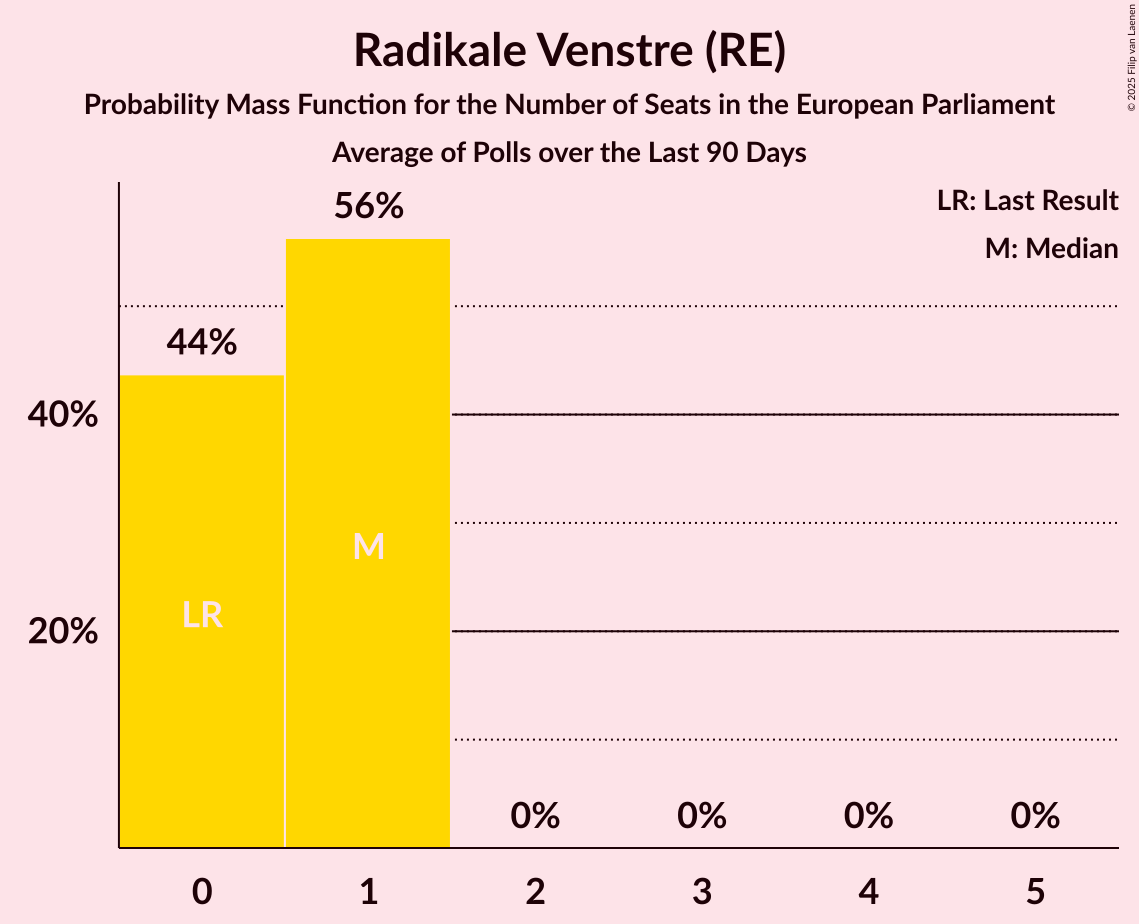 Radikale Venstre (RE)
Probability Mass Function for the Number of Seats in the European Parliament
Average of Polls over the Last 90 Days
© 2025 Filip van Laenen
LR: Last Result
M: Median
56%
44%
40%
20%
LR
M
0%
0%
0%
0%
0
1
2
3
4
5